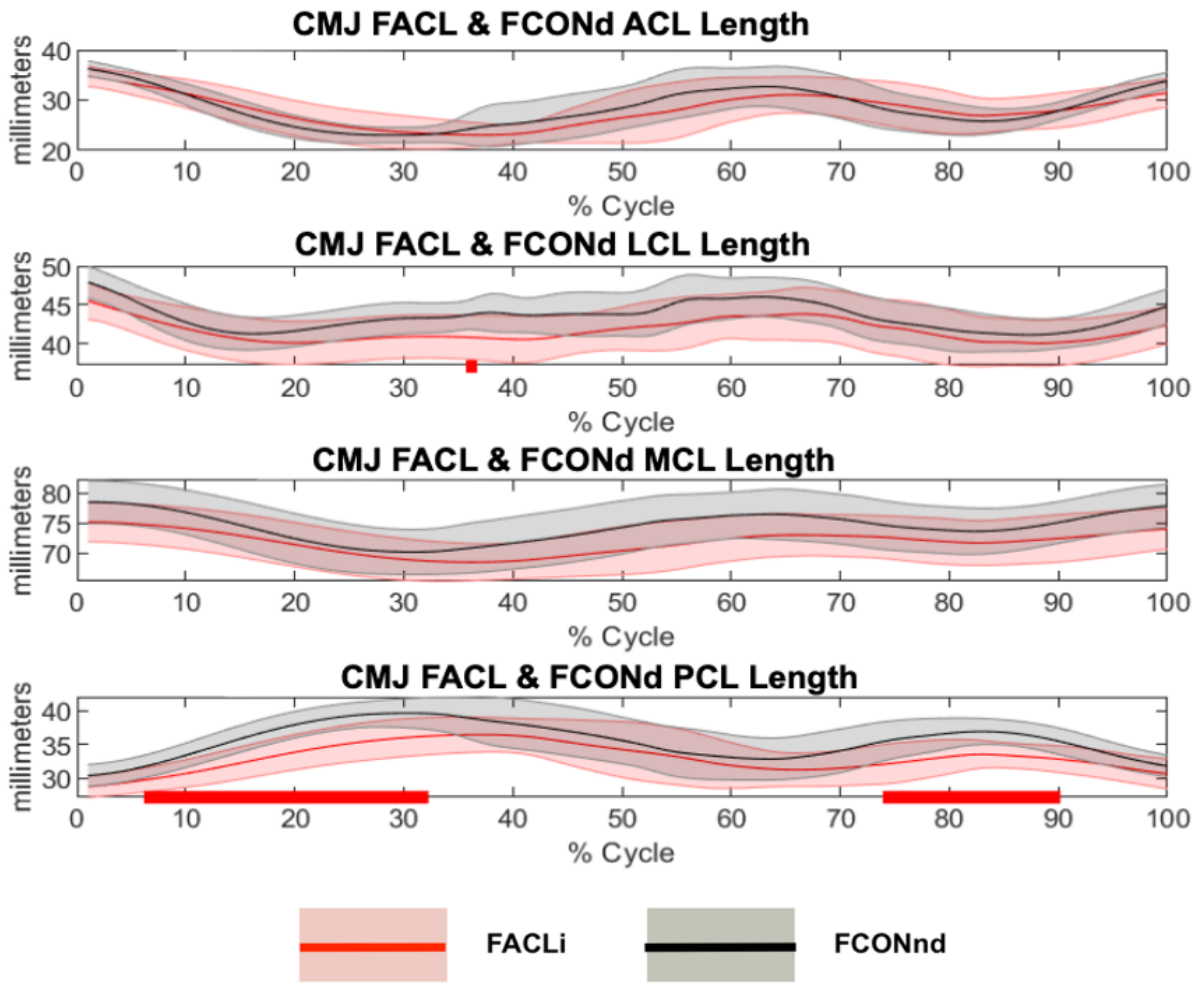 CMJ FACL & FCONd ACL Length
millimeters
40
30
20
0 10 20 30 40 50 60 70 80 90 100
% Cycle
CMJ FACL & FCONd LCL Length
millimeters
50
45
40
0 10 20 30 40 50 60 70 80 90 100
% Cycle
CMJ FACL & FCONd MCL Length
millimeters
80
75
70
0 10 20 30 40 50 60 70 80 90 100
% Cycle
CMJ FACL & FCONd PCL Length
millimeters
40
35
30
0 10 20 30 40 50 60 70 80 90 100
% Cycle
FACLi FCONnd